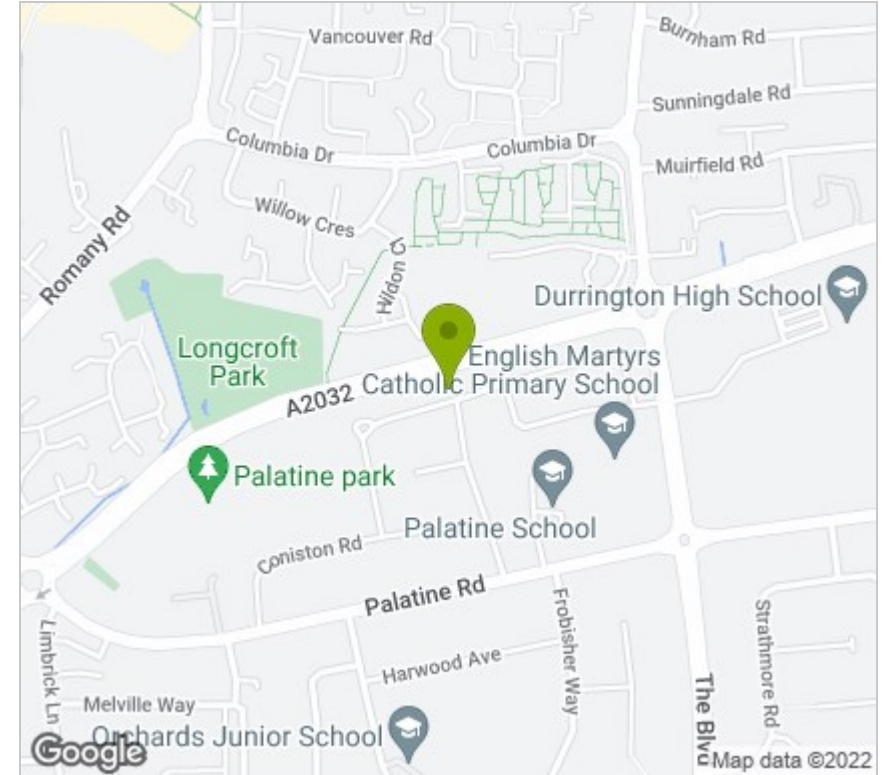 Vancouver Rd
Burnham Rd
Sunningdale Rd
Columbia Dr
Columbia Dr
Muirfield Rd
Willow Cres
Romany Rd
Hildon Cl
Durrington High School
Longcroft
Park
English Martyrs
Catholic Primary School
A2032
Palatine park
Palatine School
Coniston Rd
Palatine Rd
Frobisher Way
Strathmore Rd
Limbrick Ln
Harwood Ave
The Blvd
Melville Way
Orchards Junior School
Google
Map data ©2022